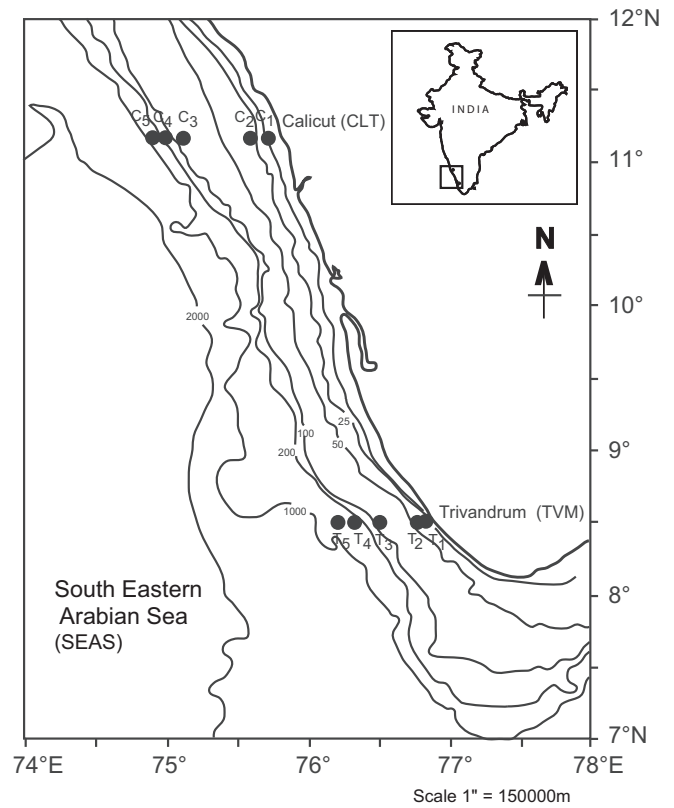 12°N
INDIA
C5 C4 C3 C2 C1 Calicut (CLT)
11°
N
10°
2000
25
100
50
200
9°
1000
Trivandrum (TVM)
T5 T4 T3 T2 T1
South Eastern
Arabian Sea
(SEAS)
8°
7°N
74°E 75° 76° 77° 78°E
Scale 1" = 150000m